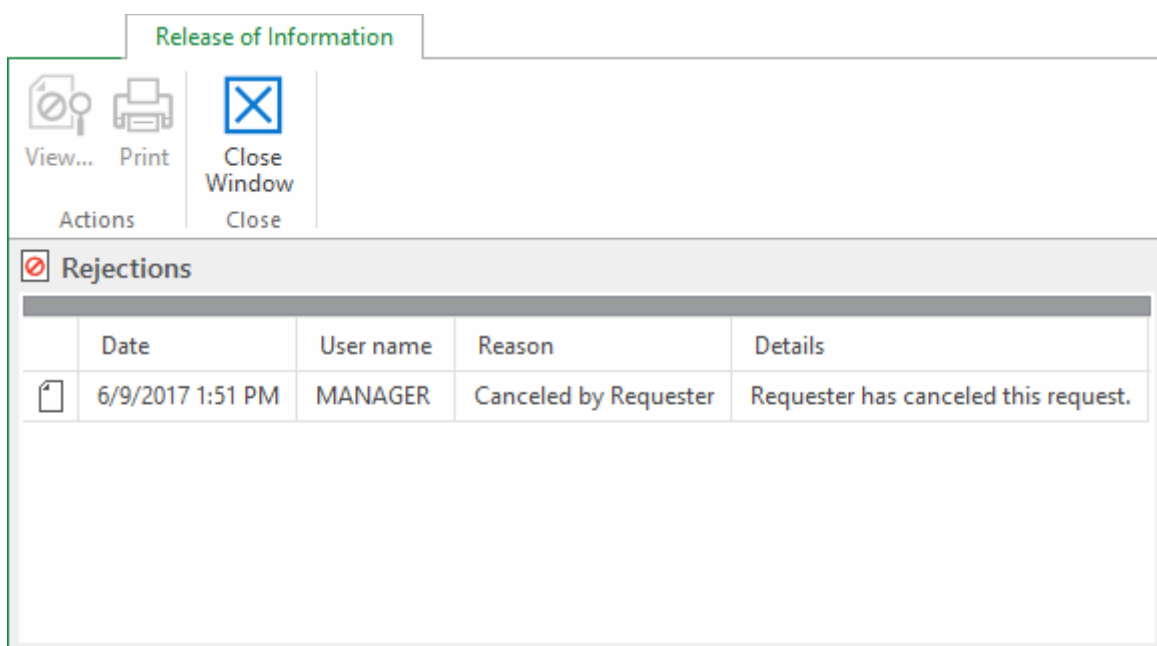 Release of Information
View... Print Close Window
Actions Close
Rejections
Date User name Reason Details
6/9/2017 1:51 PM MANAGER Canceled by Requester Requester has canceled this request.